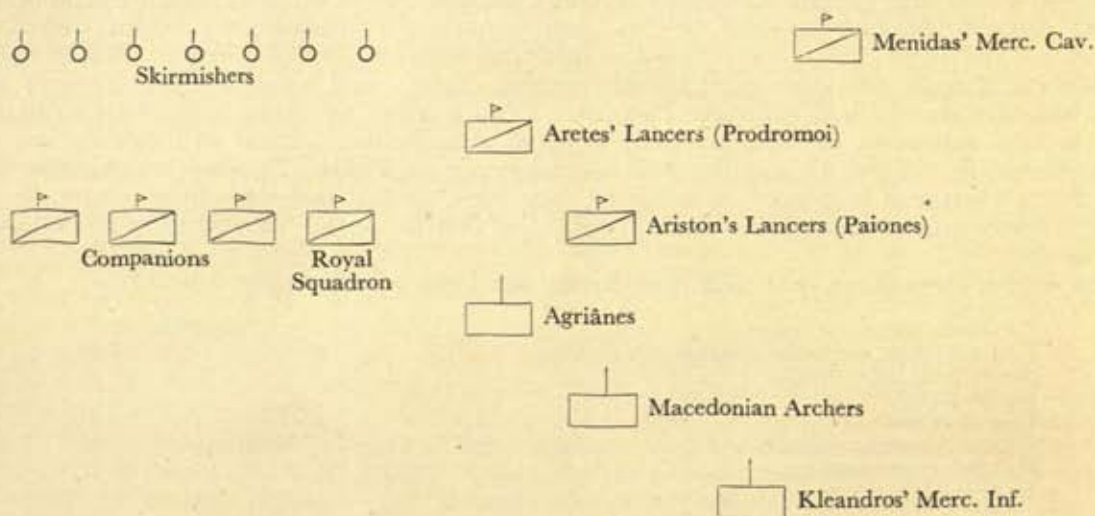 Menidas' Merc. Cav.
Skirmishers
Aretes' Lancers (Prodromoi)
Ariston's Lancers (Paiones)
Companions
Royal
Squadron
Agriânes
Macedonian Archers
Kleandros' Merc. Inf.